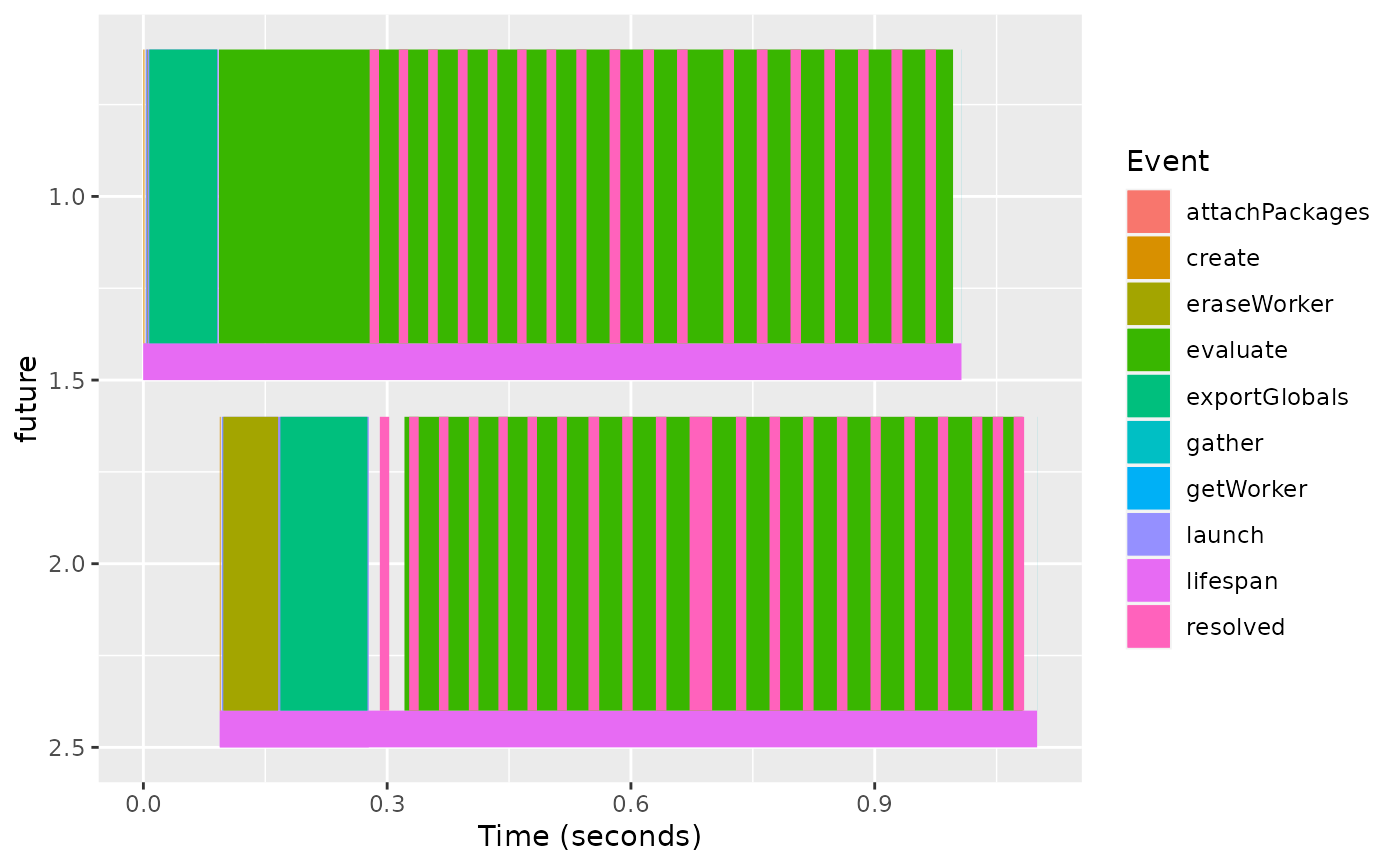 future
1.0
1.5
2.0
2.5
0.0
0.3
0.6
0.9
Time (seconds)
Event
attachPackages
create
eraseWorker
evaluate
exportGlobals
gather
getWorker
launch
lifespan
resolved